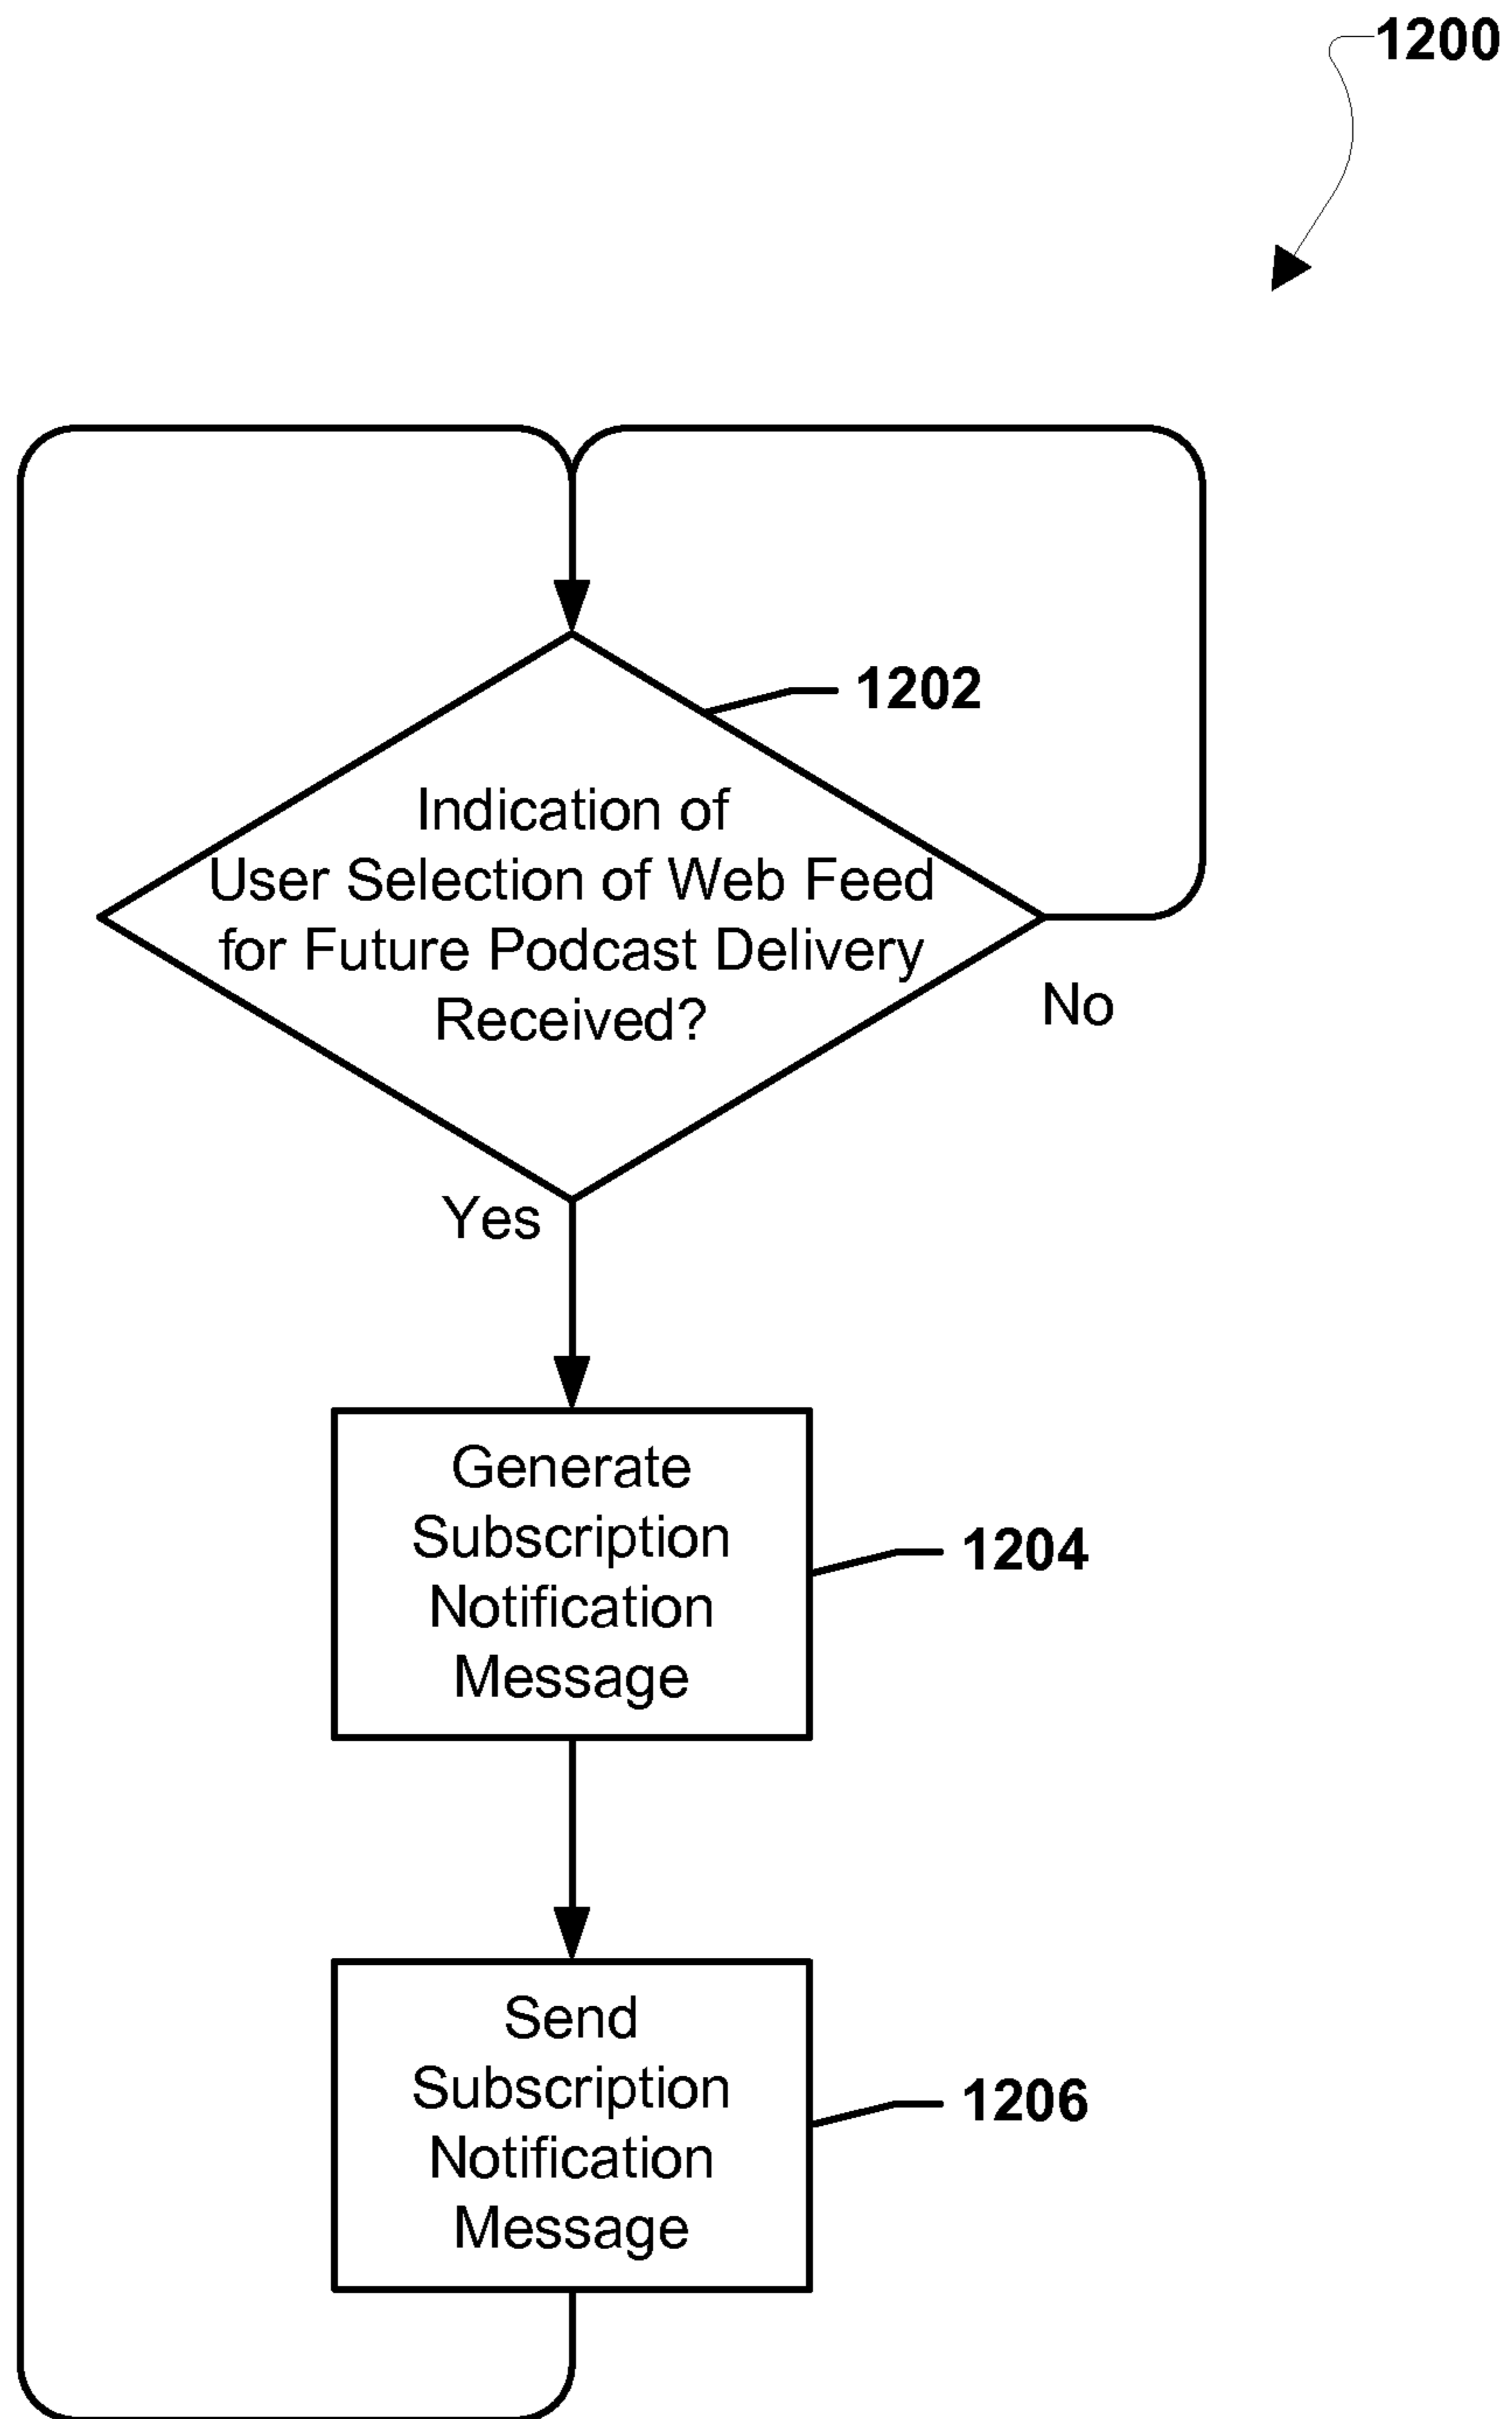 1200
1202
Indication of
User Selection of Web Feed
for Future Podcast Delivery
Received?
No
Yes
Generate
Subscription
Notification
Message
1204
Send
Subscription
Notification
Message
1206